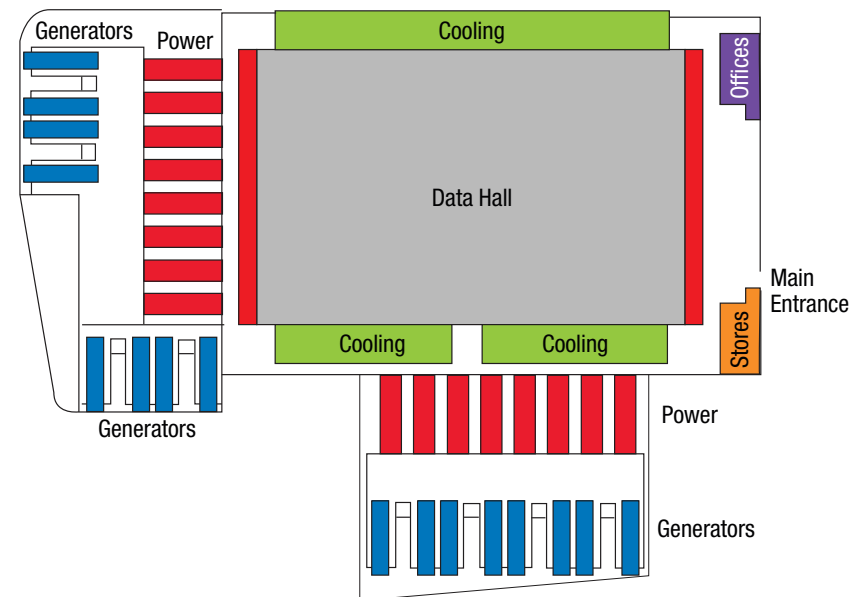 Generators
Power
Cooling
Offices
Data Hall
Main
Entrance
Cooling
Cooling
Stores
Generators
Power
Generators